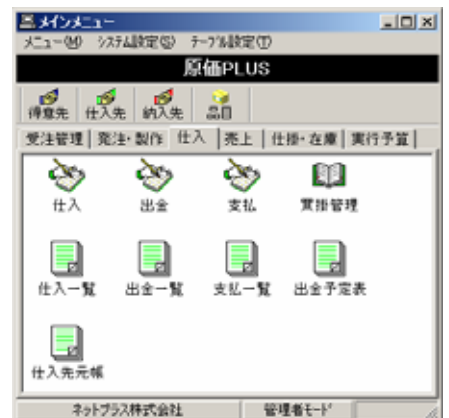 メインメニュー
メニュー(M) システム設定(S) テーブル設定(T)
原価PLUS
得意先 仕入先 納入先 品目
受注管理 発注・製作 仕入 売上 仕掛・在庫 実行予算
仕入 出金 支払 買掛管理
仕入一覧 出金一覧 支払一覧 出金予定表
仕入先元帳
ネットプラス株式会社 管理者モード